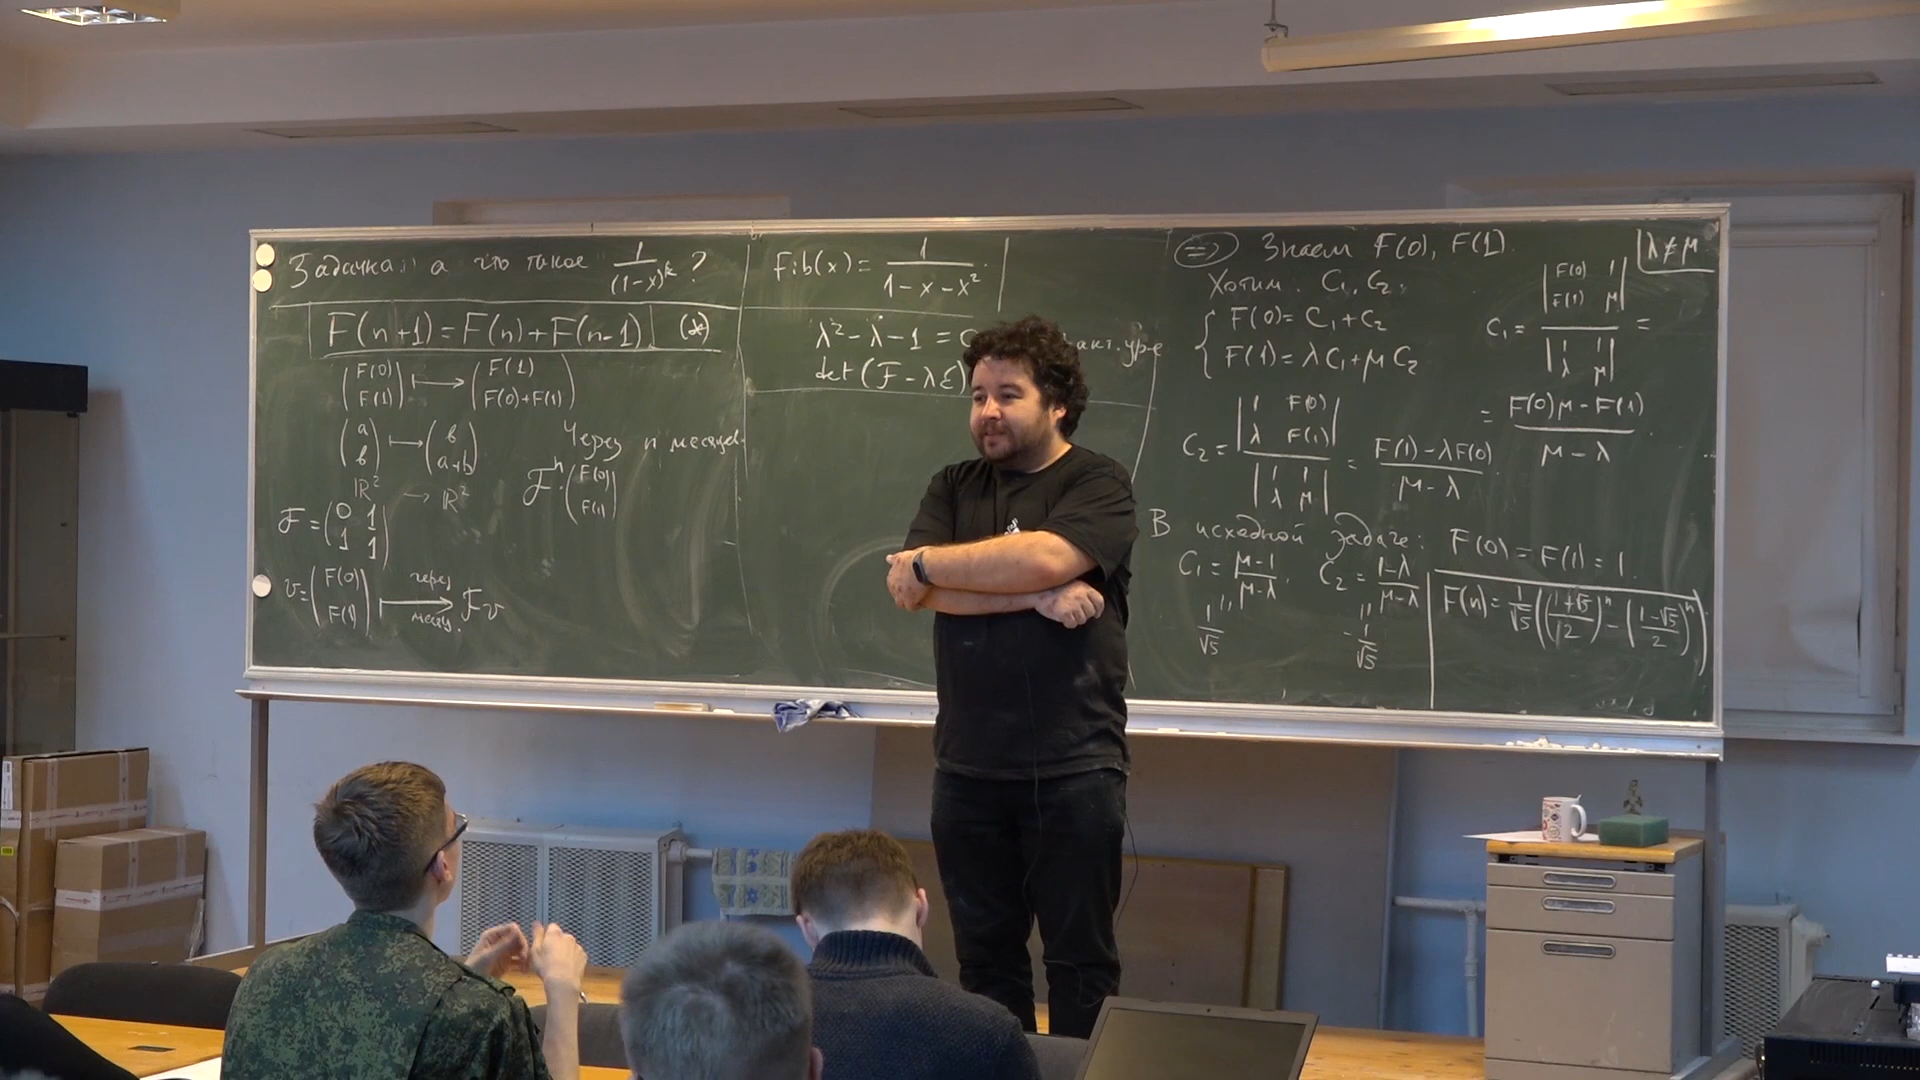 Задачка: а что такое 1/(1-x)^k ?
F(n+1) = F(n) + F(n-1) (*)
(F(0) F(1)) ↦ (F(1) F(0)+F(1))
(a b) ↦ (b a+b)
ℝ² → ℝ²
Через n месяцев
ℱ^n · (F(0) F(1))
ℱ = (0 1 1 1)
v = (F(0) F(1)) ↦ ℱv
через
месяц.
Fib(x) = 1/(1-x-x²)
λ² - λ - 1 =
det(ℱ - λE)
⇒ Знаем F(0), F(1).
λ ≠ μ
Хотим C₁, C₂.
{ F(0) = C₁ + C₂
F(1) = λC₁ + μC₂
C₁ = |F(0) 1 F(1) μ| / |1 1 λ μ| =
= (F(0)μ - F(1))/(μ - λ)
C₂ = |1 F(0) λ F(1)| / |1 1 λ μ| = (F(1) - λF(0))/(μ - λ)
В исходной задаче: F(0) = F(1) = 1.
C₁ = (μ-1)/(μ-λ), C₂ = (1-λ)/(μ-λ)
" 1/√5
" -1/√5
F(n) = 1/√5 (((1+√5)/2)^n - ((1-√5)/2)^n)